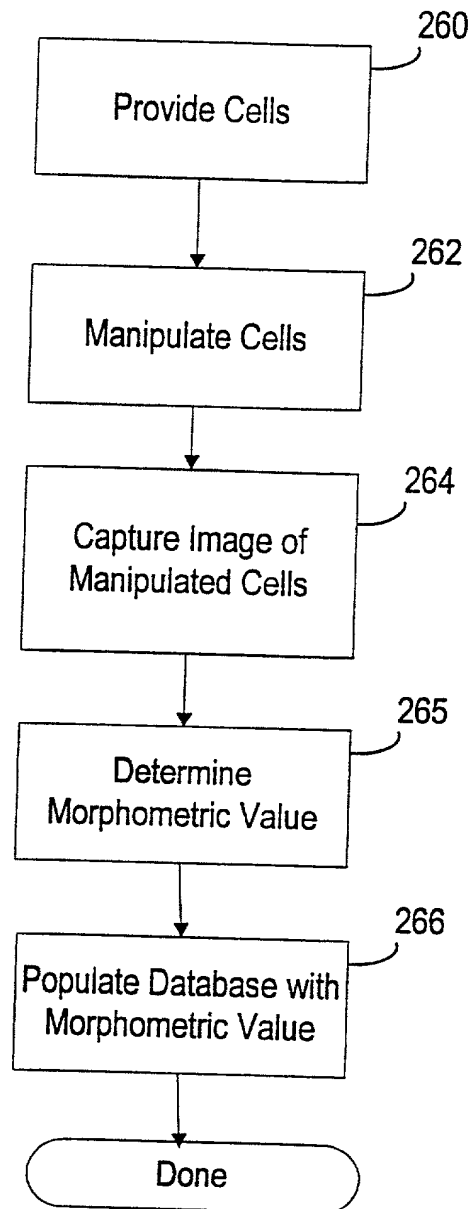 260
Provide Cells
262
Manipulate Cells
264
Capture Image of
Manipulated Cells
265
Determine
Morphometric Value
266
Populate Database with
Morphometric Value
Done